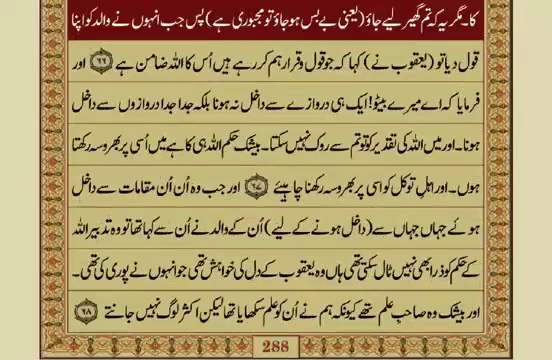 کا۔ مگر یہ کہ تم گھیر لیے جاؤ (یعنی بے بس ہو جاؤ تو مجبوری ہے) پس جب انہوں نے والد کو اپنا
قول دیا تو (یعقوب نے) کہا کہ جو قول و قرار ہم کر رہے ہیں اُس کا اللہ ضامن ہے ﴿۶۶﴾ اور
فرمایا کہ اے میرے بیٹو! ایک ہی دروازے سے داخل نہ ہونا بلکہ جدا جدا دروازوں سے داخل
ہونا۔ اور میں اللہ کی تقدیر کو تو تم سے روک نہیں سکتا۔ بیشک حکم اللہ ہی کا ہے میں اُسی پر بھروسہ رکھتا
ہوں۔ اور اہلِ توکل کو اسی پر بھروسہ رکھنا چاہیئے ﴿۶۷﴾ اور جب وہ اُن اُن مقامات سے داخل
ہوئے جہاں جہاں سے (داخل ہونے کے لیے) اُن کے والد نے اُن سے کہا تھا تو وہ تدبیر اللہ
کے حکم کو ذرا بھی نہیں ٹال سکتی تھی ہاں وہ یعقوب کے دل کی خواہش تھی جو انہوں نے پوری کی تھی۔
اور بیشک وہ صاحبِ علم تھے کیونکہ ہم نے اُن کو علم سکھایا تھا لیکن اکثر لوگ نہیں جانتے ﴿۶۸﴾
288